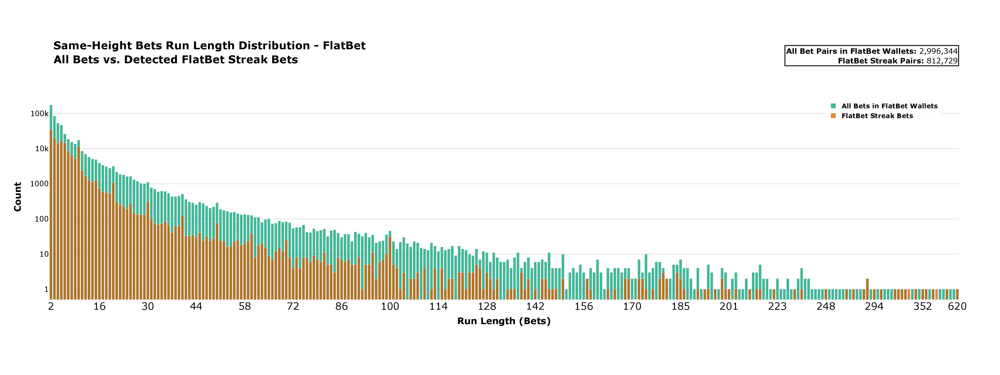 Same-Height Bets Run Length Distribution - FlatBet
All Bets vs. Detected FlatBet Streak Bets
All Bet Pairs in FlatBet Wallets: 2,996,344
FlatBet Streak Pairs: 812,729
All Bets in FlatBet Wallets
FlatBet Streak Bets
100k
10k
1000
100
10
1
Count
2 16 30 44 58 72 86 100 114 128 142 156 170 185 201 223 248 294 352 620
Run Length (Bets)